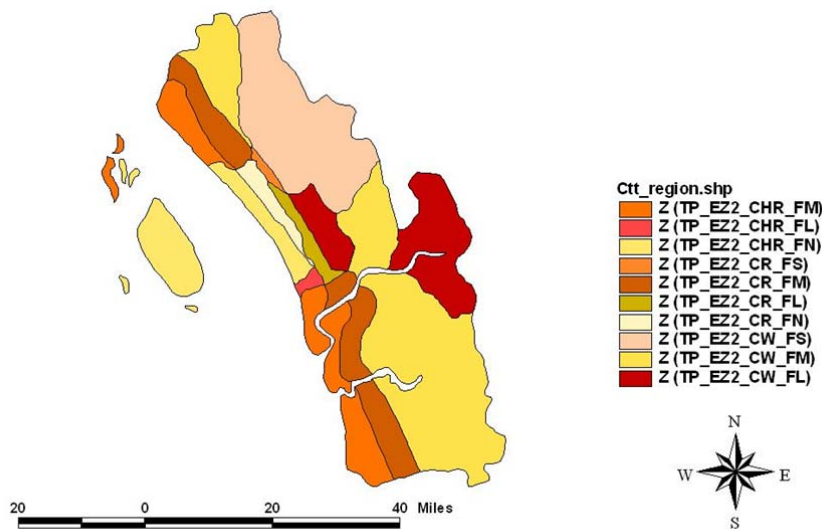 Ctt_region.shp
Z (TP_EZ2_CHR_FM)
Z (TP_EZ2_CHR_FL)
Z (TP_EZ2_CHR_FN)
Z (TP_EZ2_CR_FS)
Z (TP_EZ2_CR_FM)
Z (TP_EZ2_CR_FL)
Z (TP_EZ2_CR_FN)
Z (TP_EZ2_CW_FS)
Z (TP_EZ2_CW_FM)
Z (TP_EZ2_CW_FL)
N
W E
S
20 0 20 40 Miles